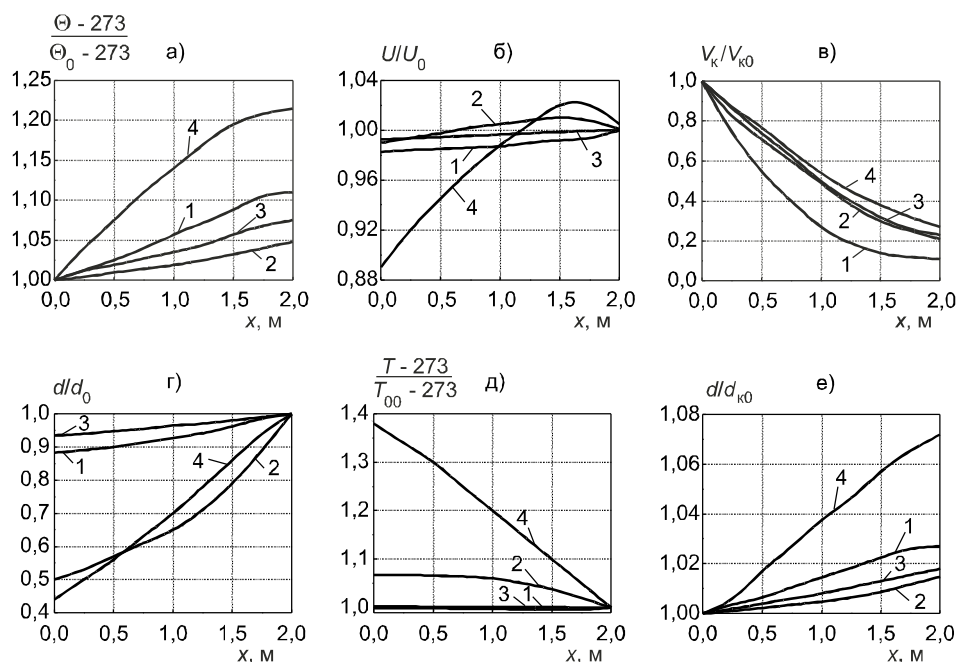 Θ - 273
Θ0 - 273
а)
1,25
1,20
1,15
1,10
1,05
1,00
4
1
3
2
0,0 0,5 1,0 1,5 2,0
x, м
U/U0
б)
1,04
1,00
0,96
0,92
0,88
2
1
3
4
0,0 0,5 1,0 1,5 2,0
x, м
Vк/Vк0
в)
1,0
0,8
0,6
0,4
0,2
0,0
4
3
2
1
0,0 0,5 1,0 1,5 2,0
x, м
d/d0
г)
1,0
0,9
0,8
0,7
0,6
0,5
0,4
3
1
4
2
0,0 0,5 1,0 1,5 2,0
x, м
T - 273
T00 - 273
д)
1,4
1,3
1,2
1,1
1,0
4
2
3 1
0,0 0,5 1,0 1,5 2,0
x, м
d/dк0
е)
1,08
1,06
1,04
1,02
1,00
4
1
3
2
0,0 0,5 1,0 1,5 2,0
x, м